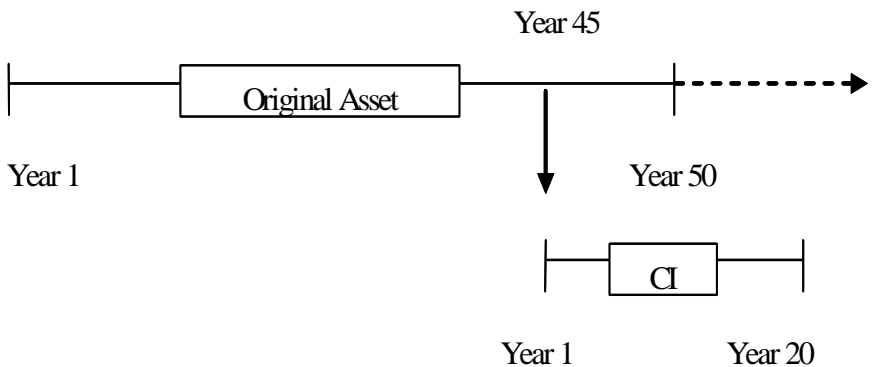 Year 45
Original Asset
Year 1
Year 50
CI
Year 1
Year 20